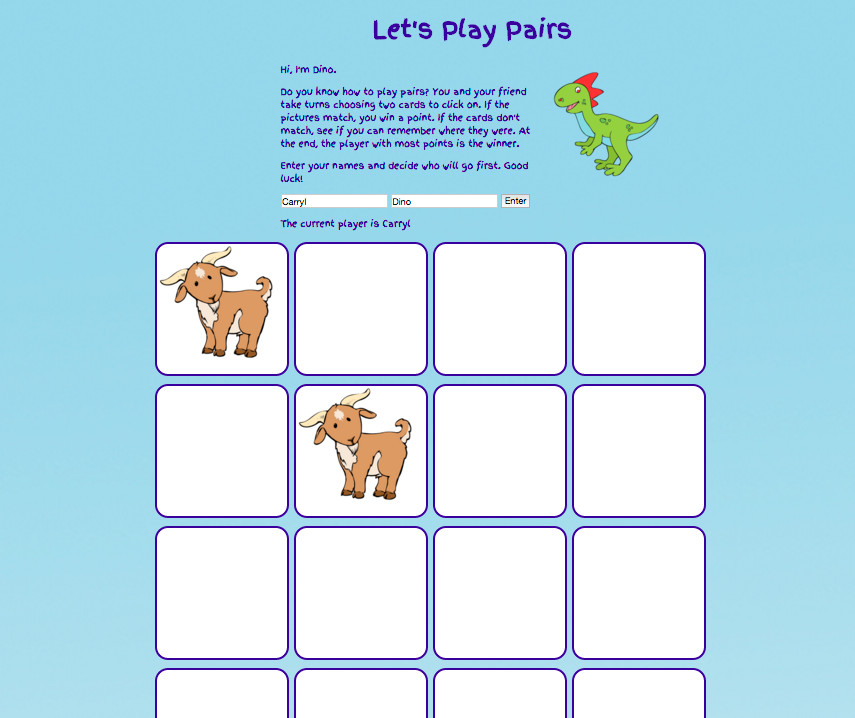 Let's Play Pairs
Hi, I'm Dino.
Do you know how to play pairs? You and your friend
take turns choosing two cards to click on. If the
pictures match, you win a point. If the cards don't
match, see if you can remember where they were. At
the end, the player with most points is the winner.
Enter your names and decide who will go first. Good
luck!
Carryl Dino Enter
The current player is Carryl